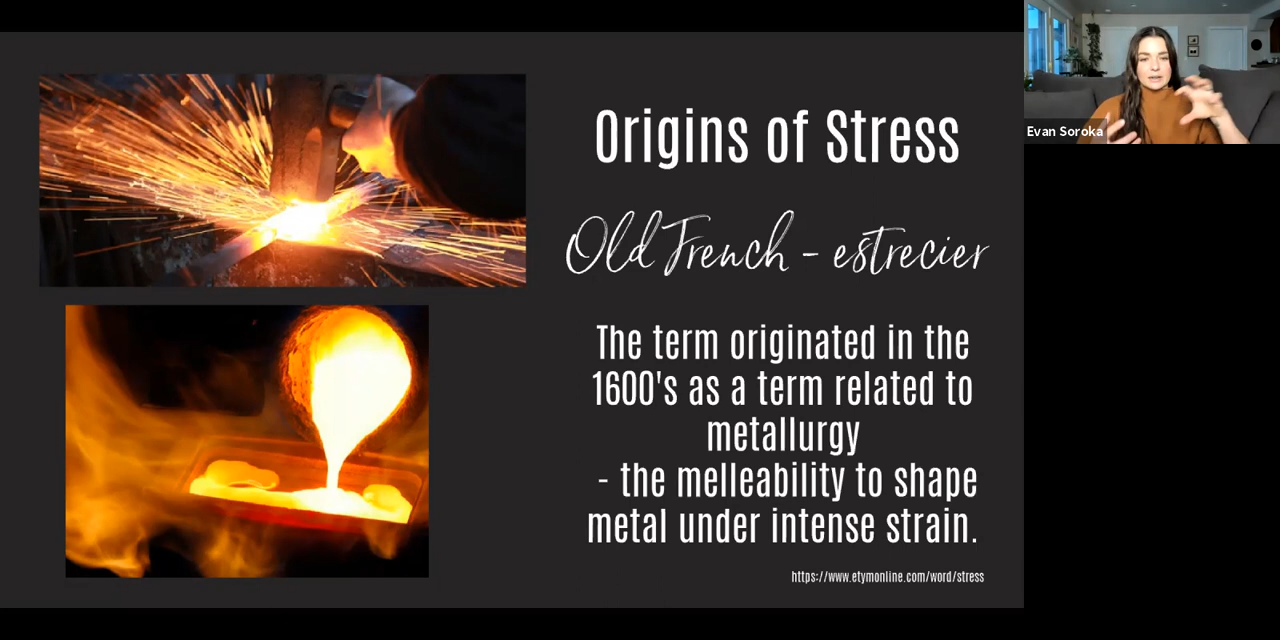 Origins of Stress
Old French - estrecier
The term originated in the
1600's as a term related to
metallurgy
- the melleability to shape
metal under intense strain.
https://www.etymonline.com/word/stress
Evan Soroka